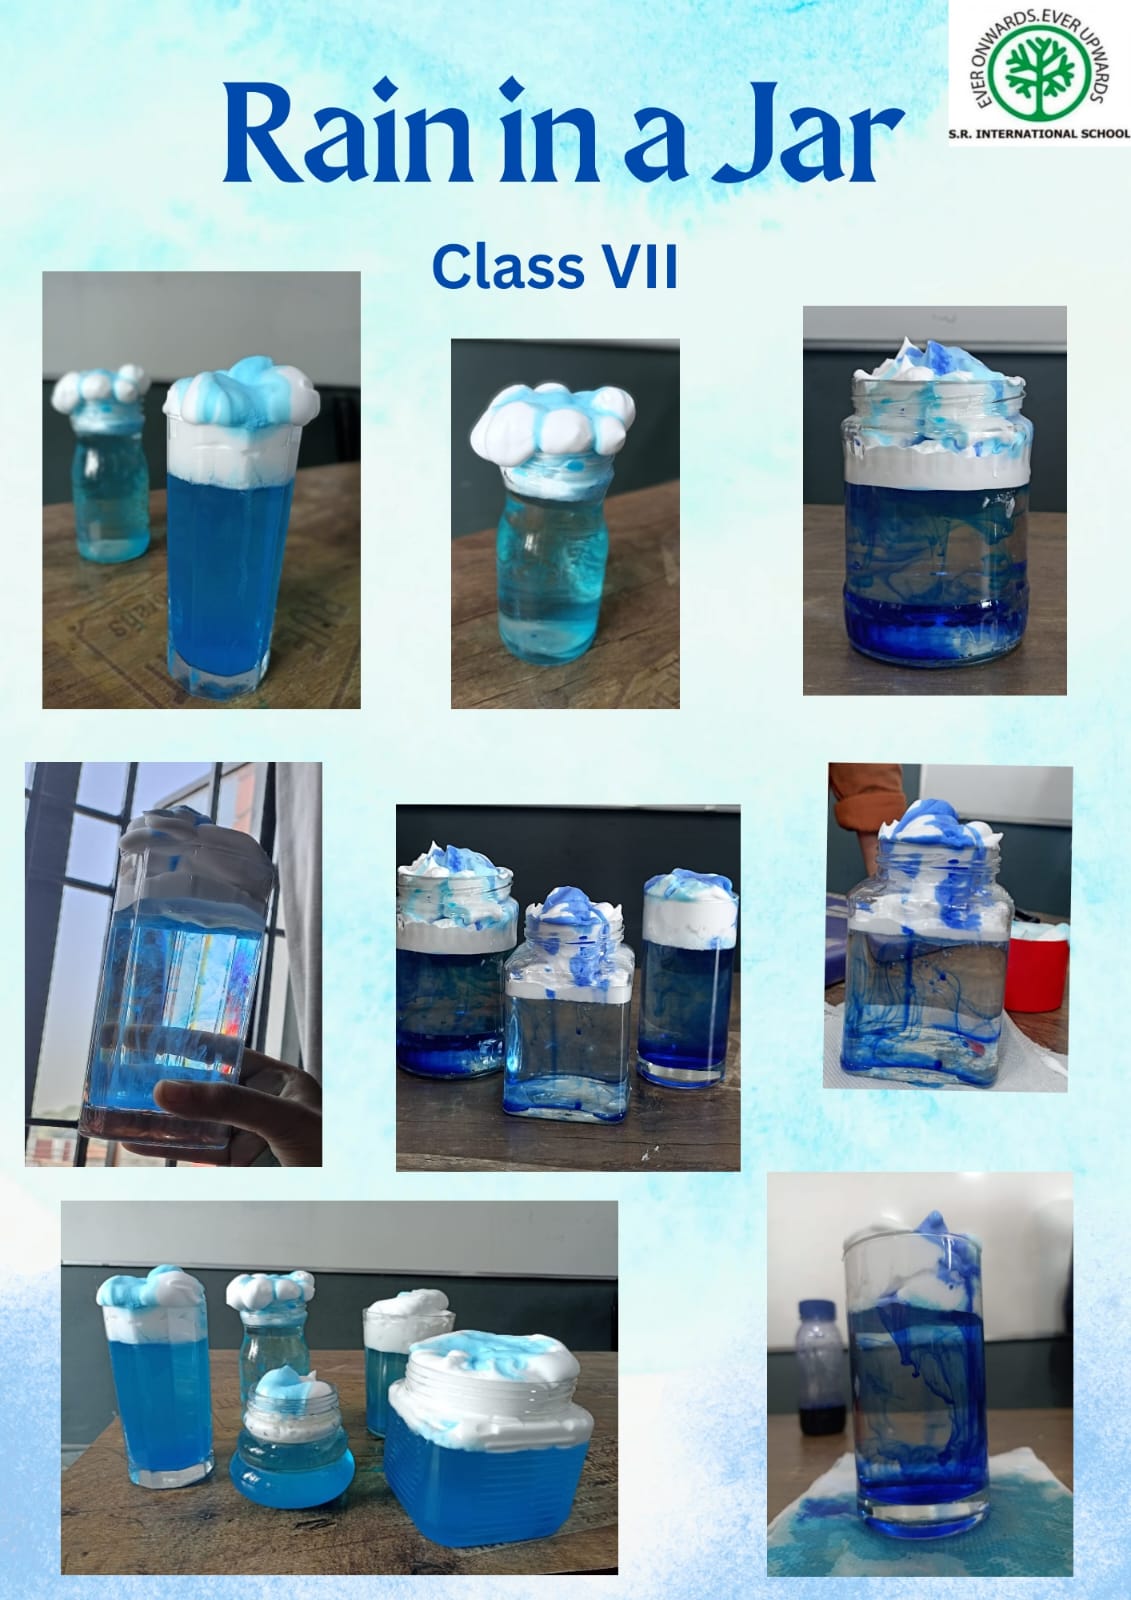 EVER ONWARDS. EVER UPWARDS
S.R. INTERNATIONAL SCHOOL
Rain in a Jar
Class VII